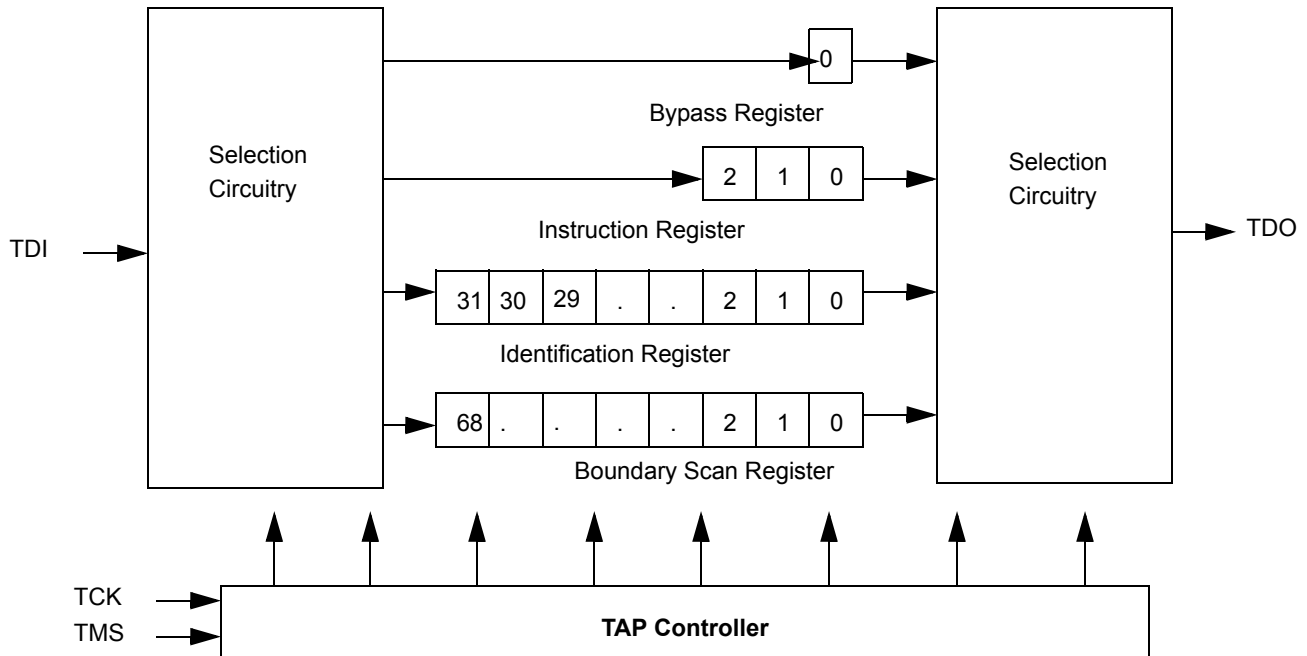 0
Bypass Register
Selection
Circuitry
Selection
Circuitry
2 1 0
Instruction Register
TDI
TDO
31 30 29 . . 2 1 0
Identification Register
68 . . . . 2 1 0
Boundary Scan Register
TCK
TMS
TAP Controller